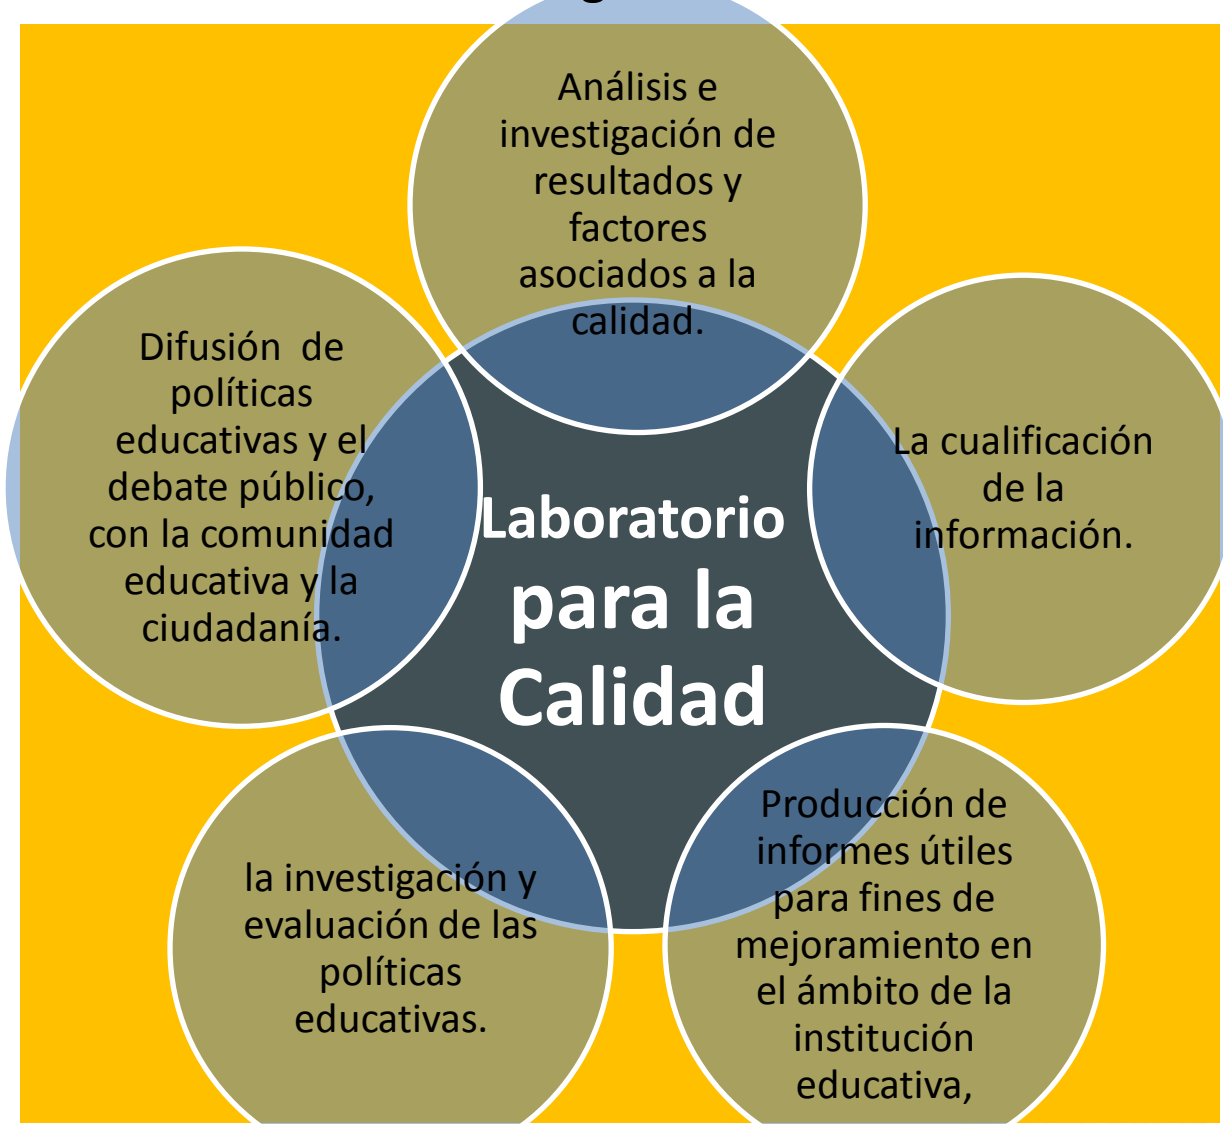 Análisis e
investigación de
resultados y
factores
asociados a la
calidad.
La cualificación
de la
información.
Producción de
informes útiles
para fines de
mejoramiento en
el ámbito de la
institución
educativa,
la investigación y
evaluación de las
políticas
educativas.
Difusión de
políticas
educativas y el
debate público,
con la comunidad
educativa y la
ciudadanía.
Laboratorio
para la
Calidad